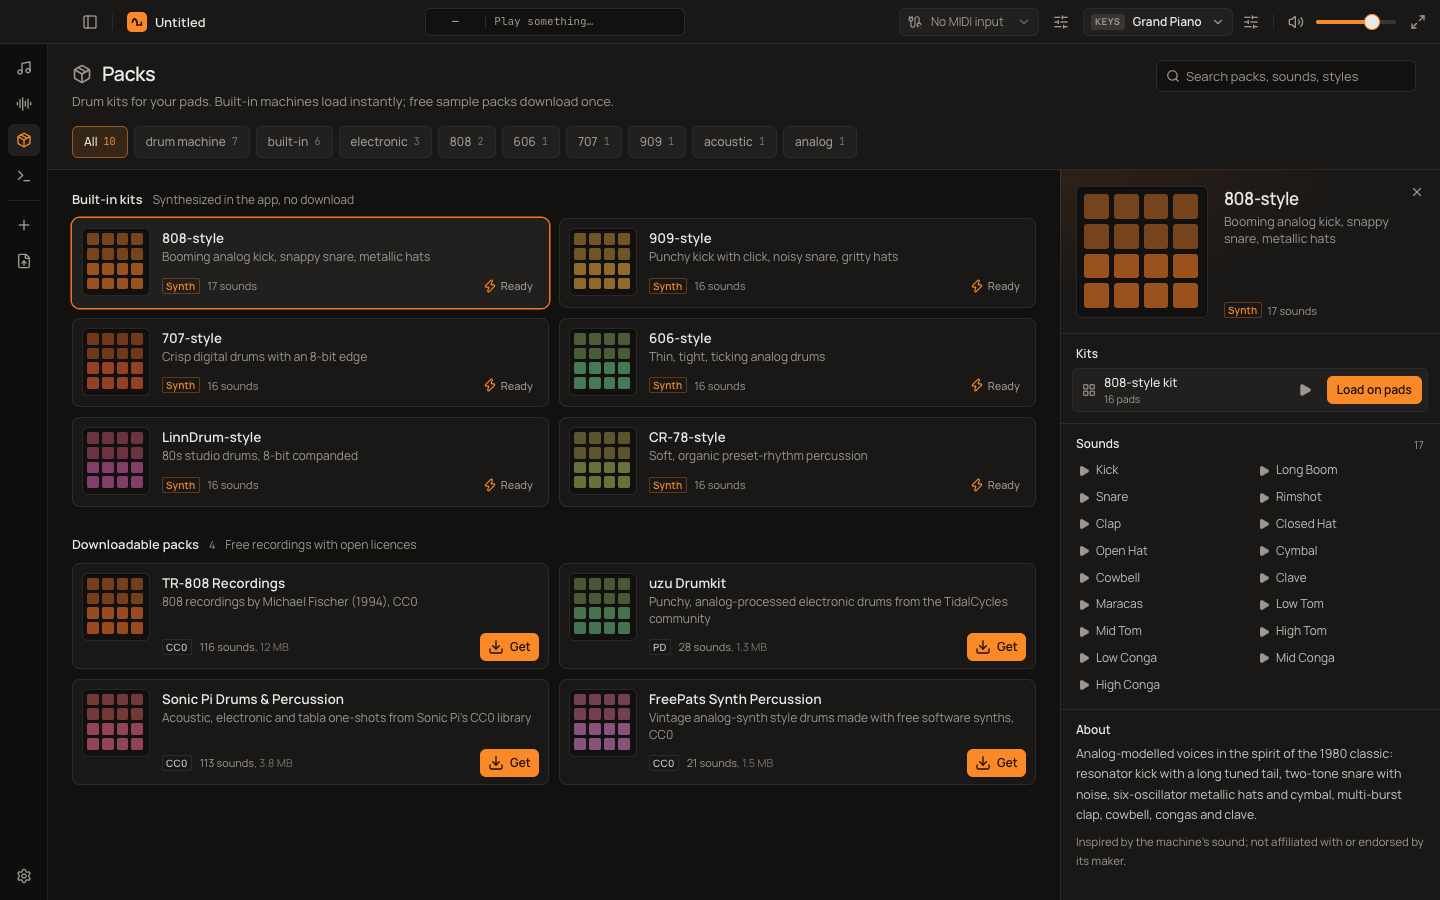 Untitled
–
Play something…
No MIDI input
KEYS Grand Piano
Packs
Drum kits for your pads. Built-in machines load instantly; free sample packs download once.
Search packs, sounds, styles
All 10
drum machine 7
built-in 6
electronic 3
808 2
606 1
707 1
909 1
acoustic 1
analog 1
Built-in kits Synthesized in the app, no download
808-style
Booming analog kick, snappy snare, metallic hats
Synth 17 sounds
Ready
909-style
Punchy kick with click, noisy snare, gritty hats
Synth 16 sounds
Ready
707-style
Crisp digital drums with an 8-bit edge
Synth 16 sounds
Ready
606-style
Thin, tight, ticking analog drums
Synth 16 sounds
Ready
LinnDrum-style
80s studio drums, 8-bit companded
Synth 16 sounds
Ready
CR-78-style
Soft, organic preset-rhythm percussion
Synth 16 sounds
Ready
Downloadable packs 4 Free recordings with open licences
TR-808 Recordings
808 recordings by Michael Fischer (1994), CC0
CC0 116 sounds, 12 MB
Get
uzu Drumkit
Punchy, analog-processed electronic drums from the TidalCycles
community
PD 28 sounds, 1.3 MB
Get
Sonic Pi Drums & Percussion
Acoustic, electronic and tabla one-shots from Sonic Pi's CC0 library
CC0 113 sounds, 3.8 MB
Get
FreePats Synth Percussion
Vintage analog-synth style drums made with free software synths,
CC0
CC0 21 sounds, 1.5 MB
Get
808-style
Booming analog kick, snappy
snare, metallic hats
Synth 17 sounds
Kits
808-style kit
16 pads
Load on pads
Sounds 17
Kick
Long Boom
Snare
Rimshot
Clap
Closed Hat
Open Hat
Cymbal
Cowbell
Clave
Maracas
Low Tom
Mid Tom
High Tom
Low Conga
Mid Conga
High Conga
About
Analog-modelled voices in the spirit of the 1980 classic:
resonator kick with a long tuned tail, two-tone snare with
noise, six-oscillator metallic hats and cymbal, multi-burst
clap, cowbell, congas and clave.
Inspired by the machine's sound; not affiliated with or endorsed by
its maker.